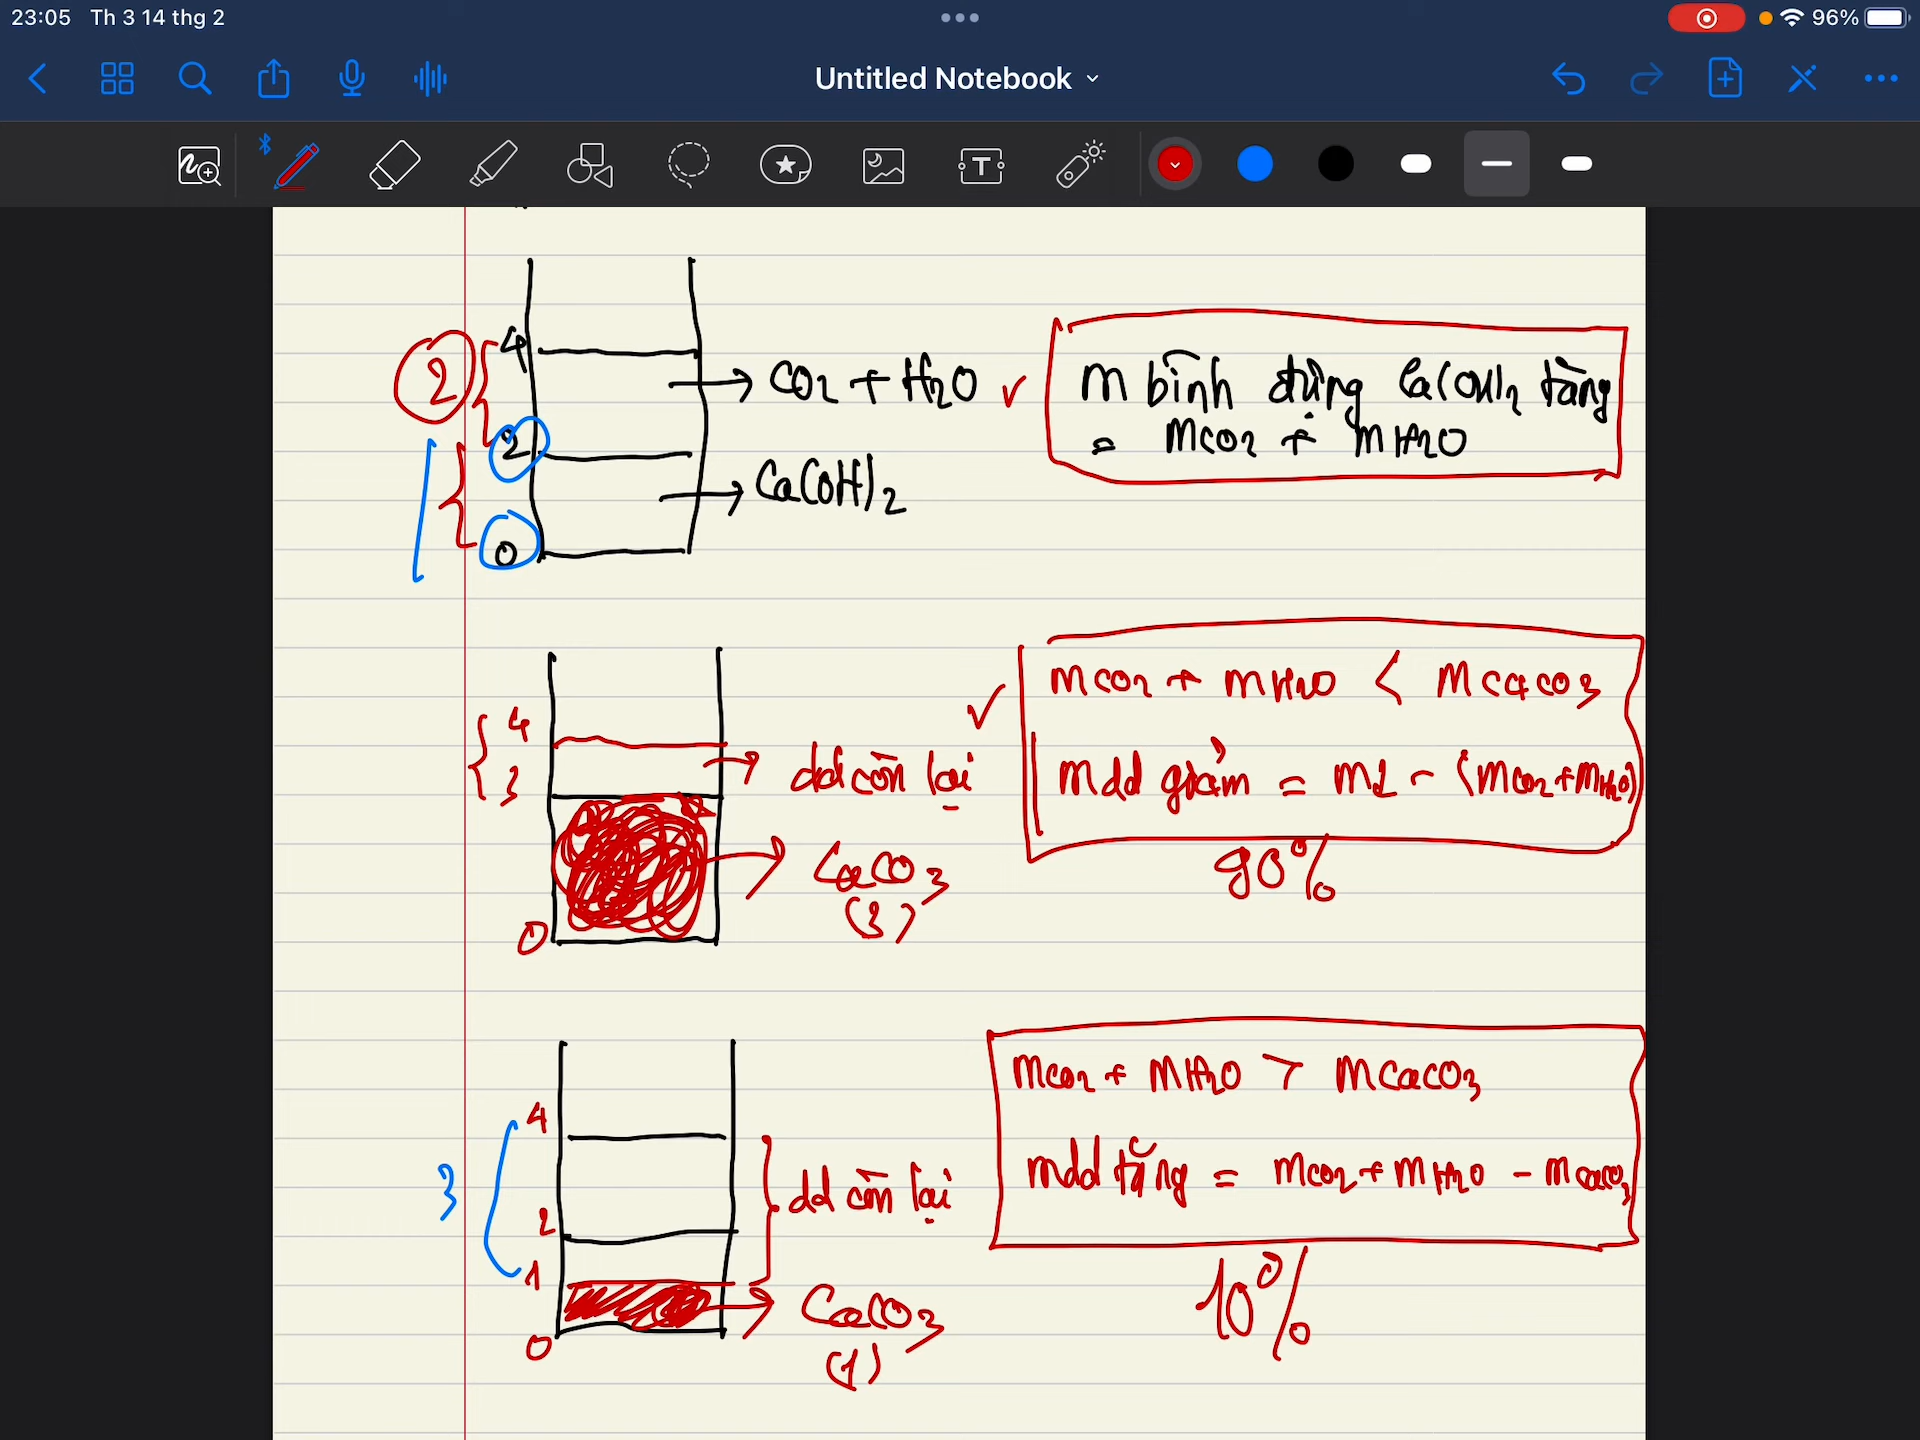 23:05 Th 3 14 thg 2
96%
Untitled Notebook
T
2
4
CO2 + H2O
m bình đựng Ca(OH)2 tăng
= mCO2 + mH2O
2
Ca(OH)2
0
mCO2 + mH2O < mCaCO3
4
3
dd còn lại
mdd giảm = m↓ - (mCO2 + mH2O)
CaCO3
(3)
90%
0
mCO2 + mH2O > mCaCO3
4
3
dd còn lại
mdd tăng = mCO2 + mH2O - mCaCO3
2
1
CaCO3
(1)
10%
0